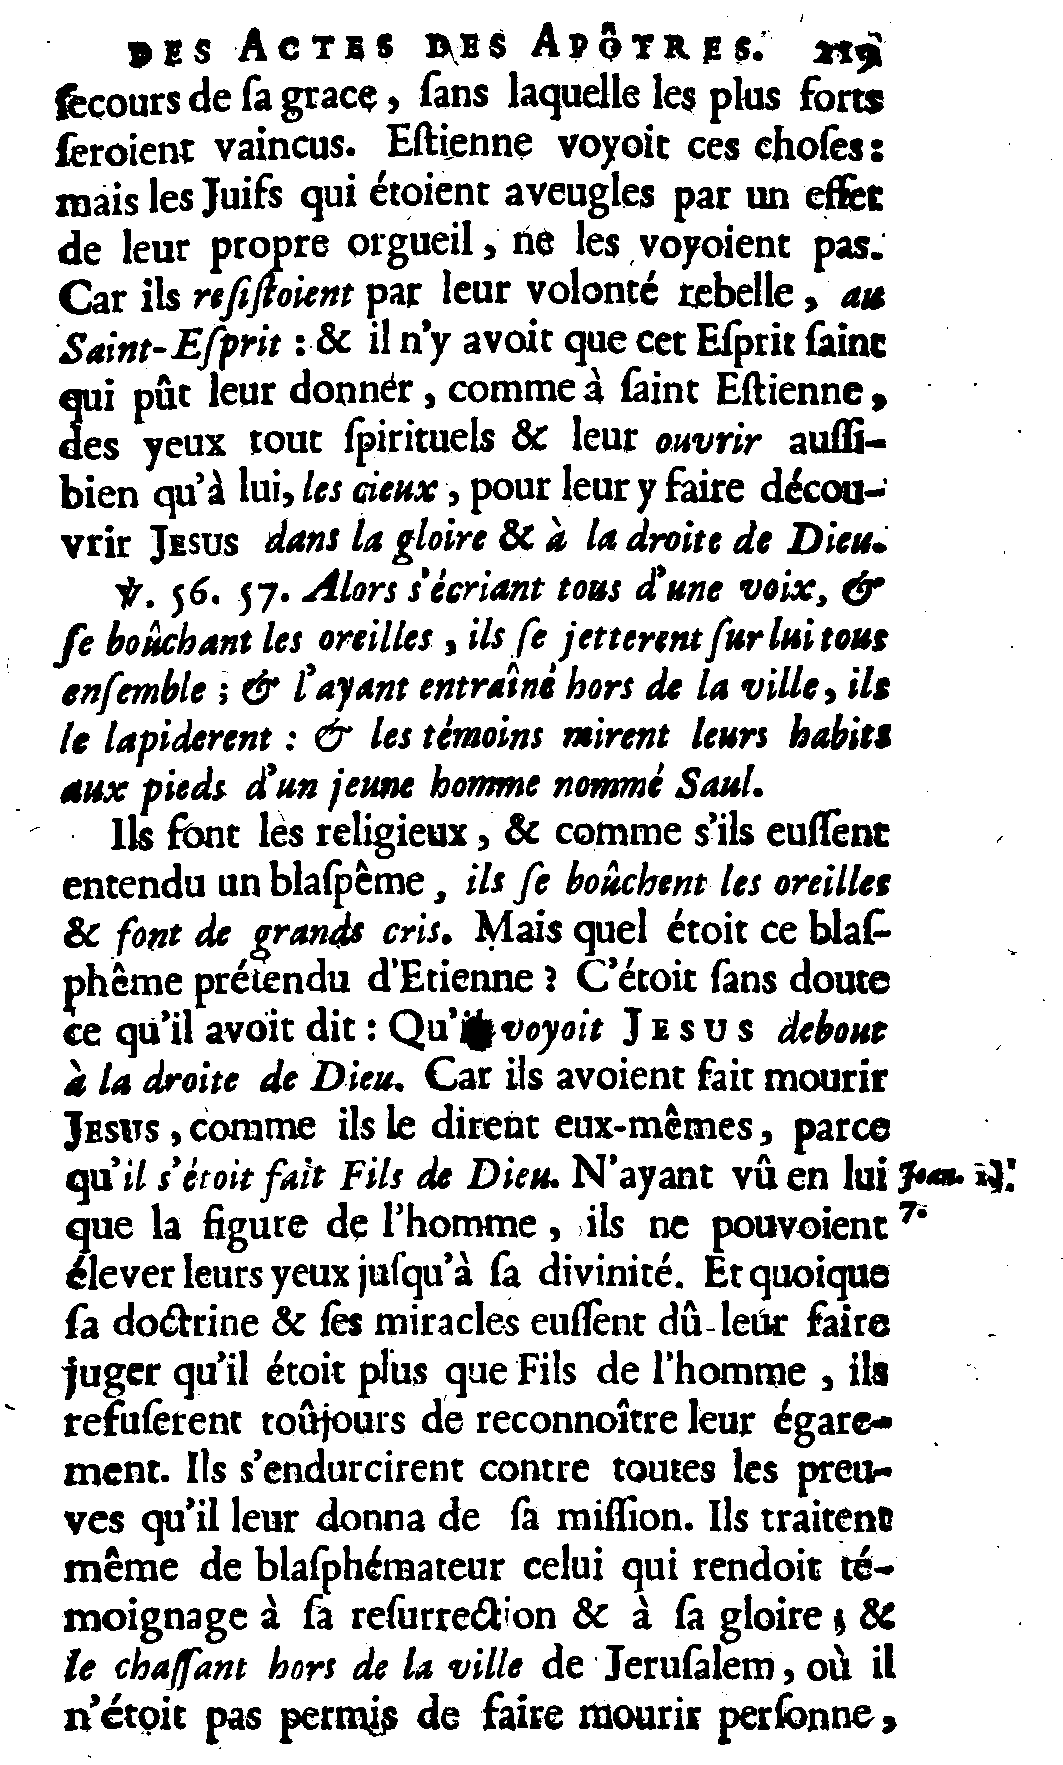 DES ACTES DES APÔTRES. 219
ſecours de ſa grace, ſans laquelle les plus forts
ſeroient vaincus. Eſtienne voyoit ces choſes:
mais les Juifs qui étoient aveugles par un effet
de leur propre orgueil, ne les voyoient pas.
Car ils reſiſtoient par leur volonté rebelle, au
Saint-Eſprit : & il n'y avoit que cet Eſprit ſaint
qui pût leur donner, comme à ſaint Eſtienne,
des yeux tout ſpirituels & leur ouvrir auſſi-
bien qu'à lui, les cieux, pour leur y faire décou-
vrir JESUS dans la gloire & à la droite de Dieu.
℣. 56. 57. Alors s'écriant tous d'une voix, &
ſe boûchant les oreilles, ils ſe jetterent ſur lui tous
enſemble ; & l'ayant entraîné hors de la ville, ils
le lapiderent : & les témoins mirent leurs habits
aux pieds d'un jeune homme nommé Saul.
Ils font les religieux, & comme s'ils euſſent
entendu un blaſpême, ils ſe boûchent les oreilles
& font de grands cris. Mais quel étoit ce blaſ-
phême prétendu d'Etienne ? C'étoit ſans doute
ce qu'il avoit dit : Qu'il voyoit JESUS debout
à la droite de Dieu. Car ils avoient fait mourir
JESUS, comme ils le dirent eux-mêmes, parce
qu'il s'étoit fait Fils de Dieu. N'ayant vû en lui Joan.
que la figure de l'homme, ils ne pouvoient 7.
élever leurs yeux juſqu'à ſa divinité. Et quoique
ſa doctrine & ſes miracles euſſent dû leur faire
juger qu'il étoit plus que Fils de l'homme, ils
refuſerent toûjours de reconnoître leur égare-
ment. Ils s'endurcirent contre toutes les preu-
ves qu'il leur donna de ſa miſſion. Ils traitent
même de blaſphémateur celui qui rendoit té-
moignage à ſa reſurrection & à ſa gloire ; &
le chaſſant hors de la ville de Jeruſalem, où il
n'étoit pas permis de faire mourir perſonne,